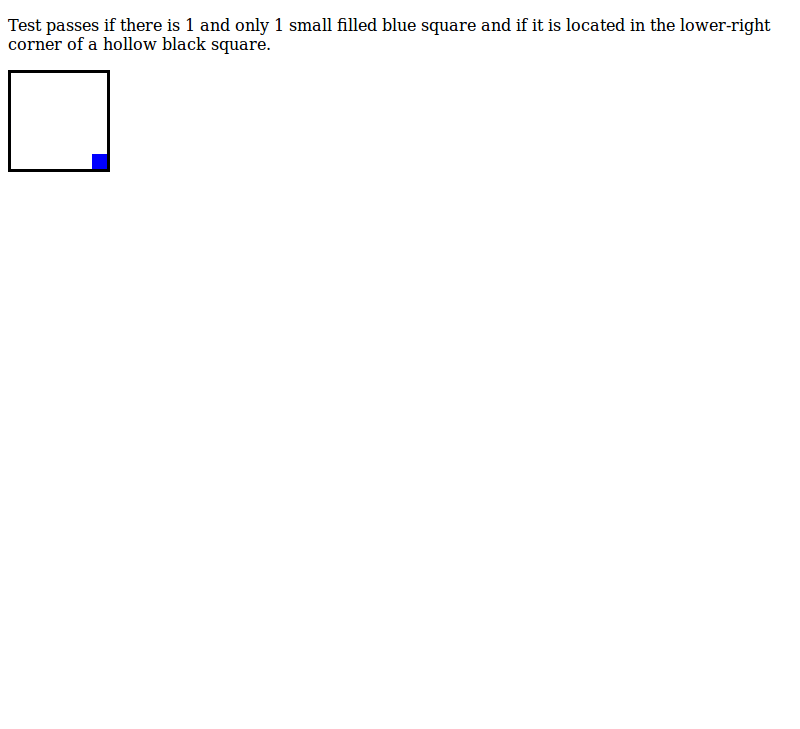 Test passes if there is 1 and only 1 small filled blue square and if it is located in the lower-right
corner of a hollow black square.